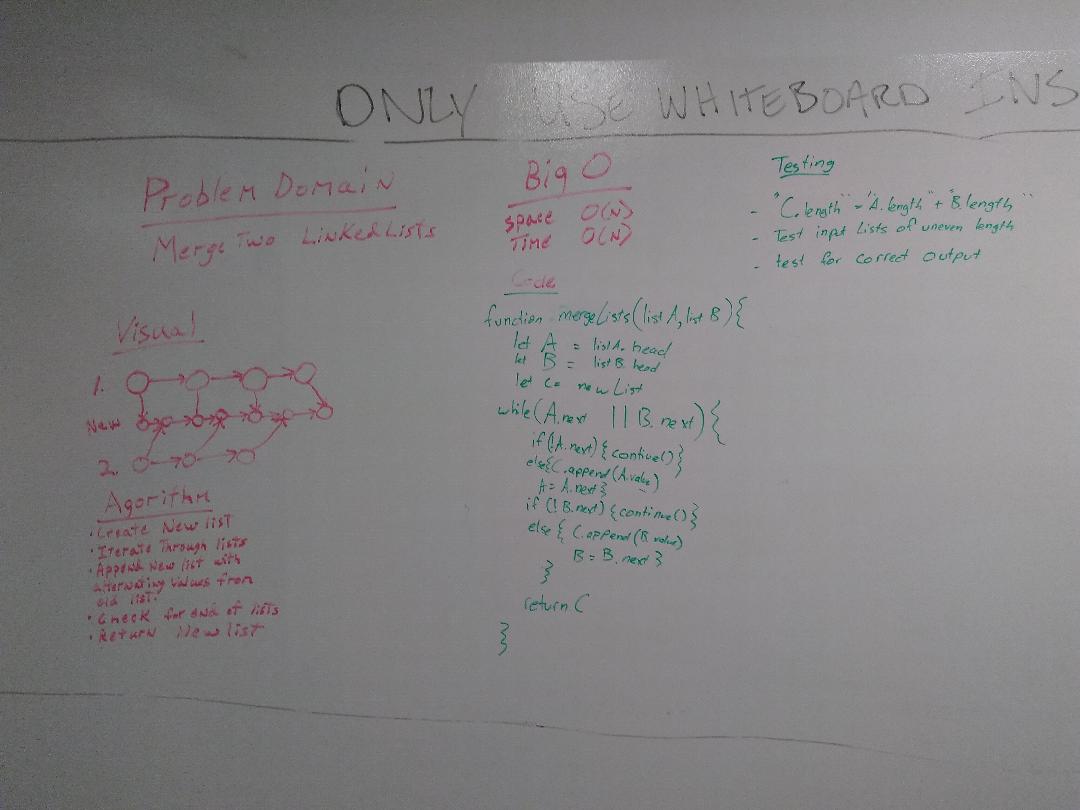 ONLY USE WHITEBOARD INS
Problem Domain
Merge Two Linked Lists
Visual
1.
New
2.
Agorithm
• Create New list
• Iterate Through lists
• Append New list with
alternating values from
old list.
• Check for end of lists
• Return New list
Big O
Space O(N)
Time O(N)
Code
function mergeLists(list A, list B){
let A = listA.head
let B = list B.head
let C = new List
while(A.next || B.next){
if(!A.next){contive()}
else{C.append(A.value)
A = A.next}
if(!B.next){continue()}
else{ C.append(B.value)
B = B.next}
}
return C
}
Testing
- "C.length" = "A.length" + "B.length"
- Test input Lists of uneven length
- test for correct output